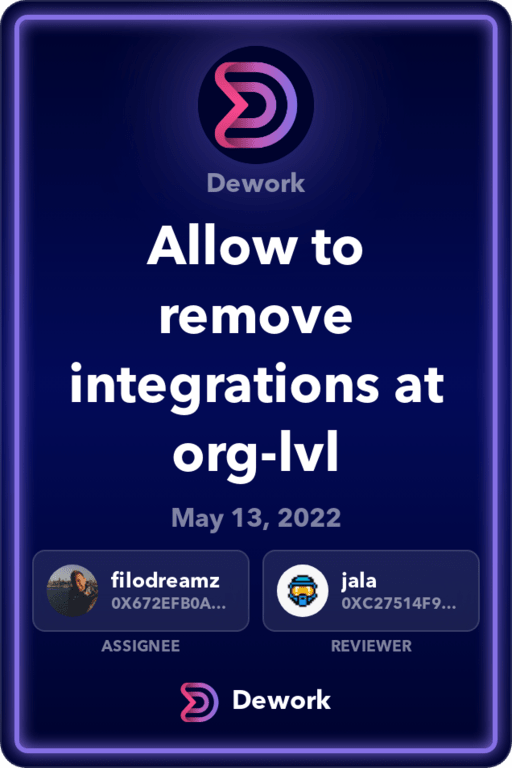 Dework
Allow to
remove
integrations at
org-lvl
May 13, 2022
filodreamz
0X672EFB0A...
ASSIGNEE
jala
0XC27514F9...
REVIEWER
Dework